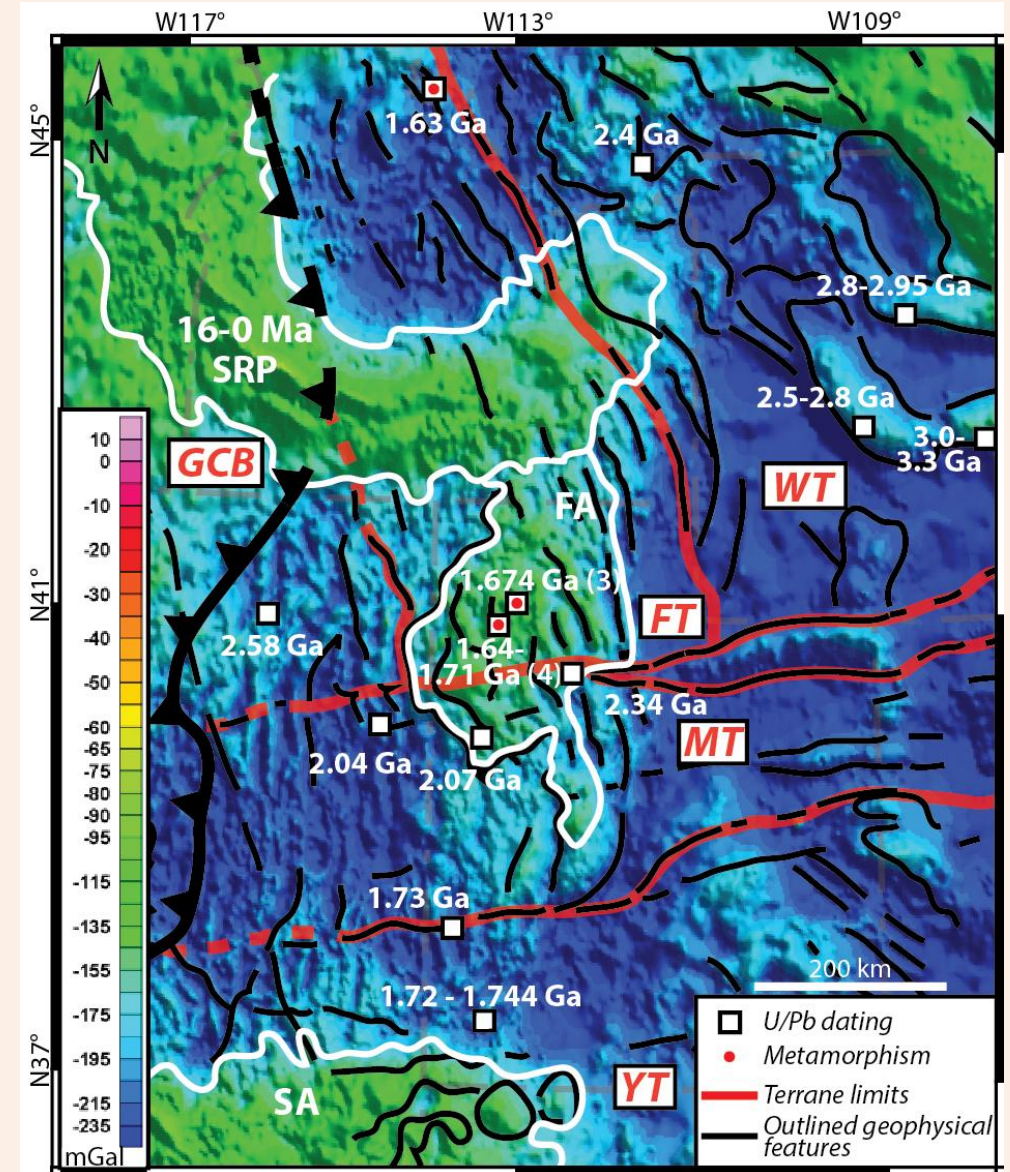 W117°
W113°
W109°
N45°
N41°
N37°
N
1.63 Ga
2.4 Ga
2.8-2.95 Ga
16-0 Ma
SRP
2.5-2.8 Ga
3.0-
3.3 Ga
GCB
WT
FA
1.674 Ga (3)
FT
2.58 Ga
1.64-
1.71 Ga (4)
2.34 Ga
MT
2.04 Ga
2.07 Ga
1.73 Ga
1.72 - 1.744 Ga
SA
YT
200 km
U/Pb dating
Metamorphism
Terrane limits
Outlined geophysical
features
10
0
-10
-20
-30
-40
-50
-60
-65
-75
-80
-90
-95
-115
-135
-155
-175
-195
-215
-235
mGal